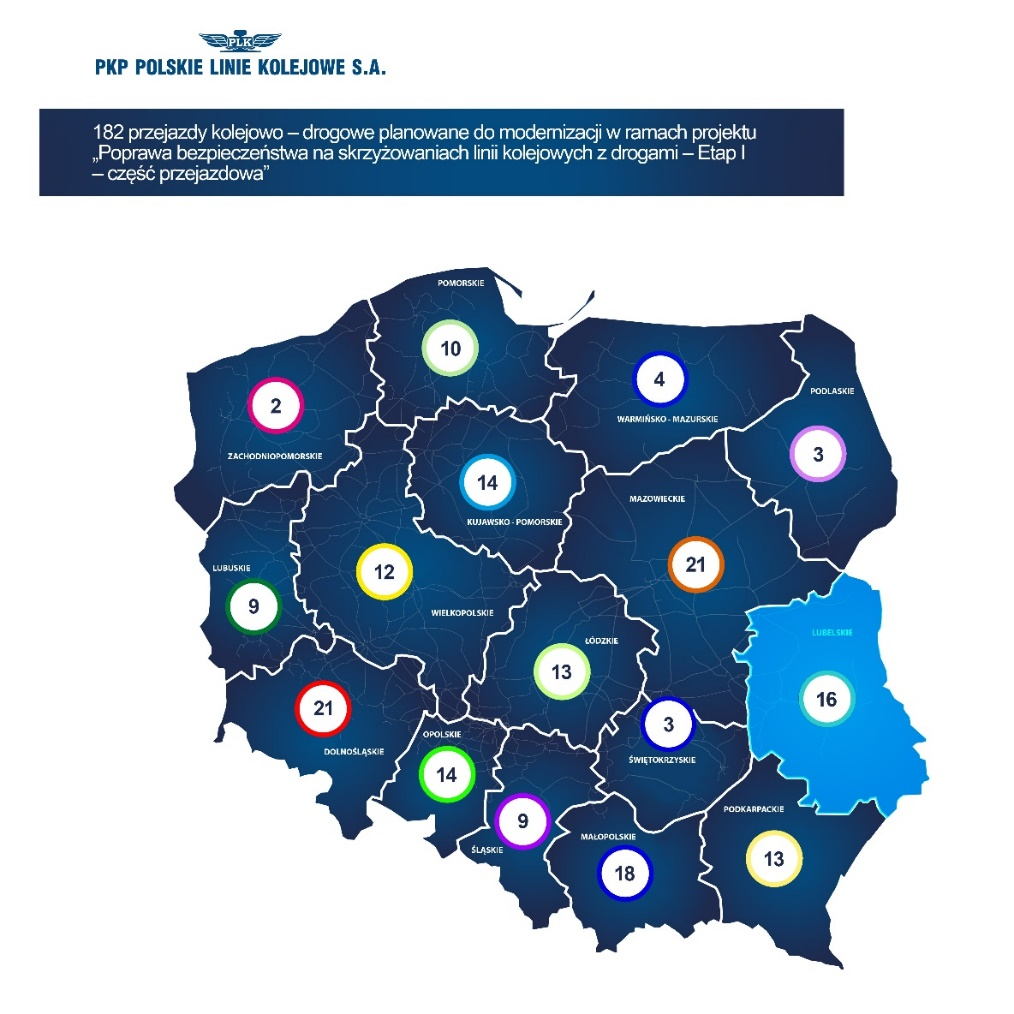 PLK
PKP POLSKIE LINIE KOLEJOWE S.A.
182 przejazdy kolejowo – drogowe planowane do modernizacji w ramach projektu
„Poprawa bezpieczeństwa na skrzyżowaniach linii kolejowych z drogami – Etap I
– część przejazdowa”
POMORSKIE
10
4
WARMIŃSKO - MAZURSKIE
PODLASKIE
3
2
ZACHODNIOPOMORSKIE
14
KUJAWSKO - POMORSKIE
MAZOWIECKIE
21
LUBUSKIE
9
12
WIELKOPOLSKIE
ŁÓDZKIE
13
LUBELSKIE
16
21
DOLNOŚLĄSKIE
OPOLSKIE
14
3
ŚWIĘTOKRZYSKIE
9
ŚLĄSKIE
MAŁOPOLSKIE
18
PODKARPACKIE
13